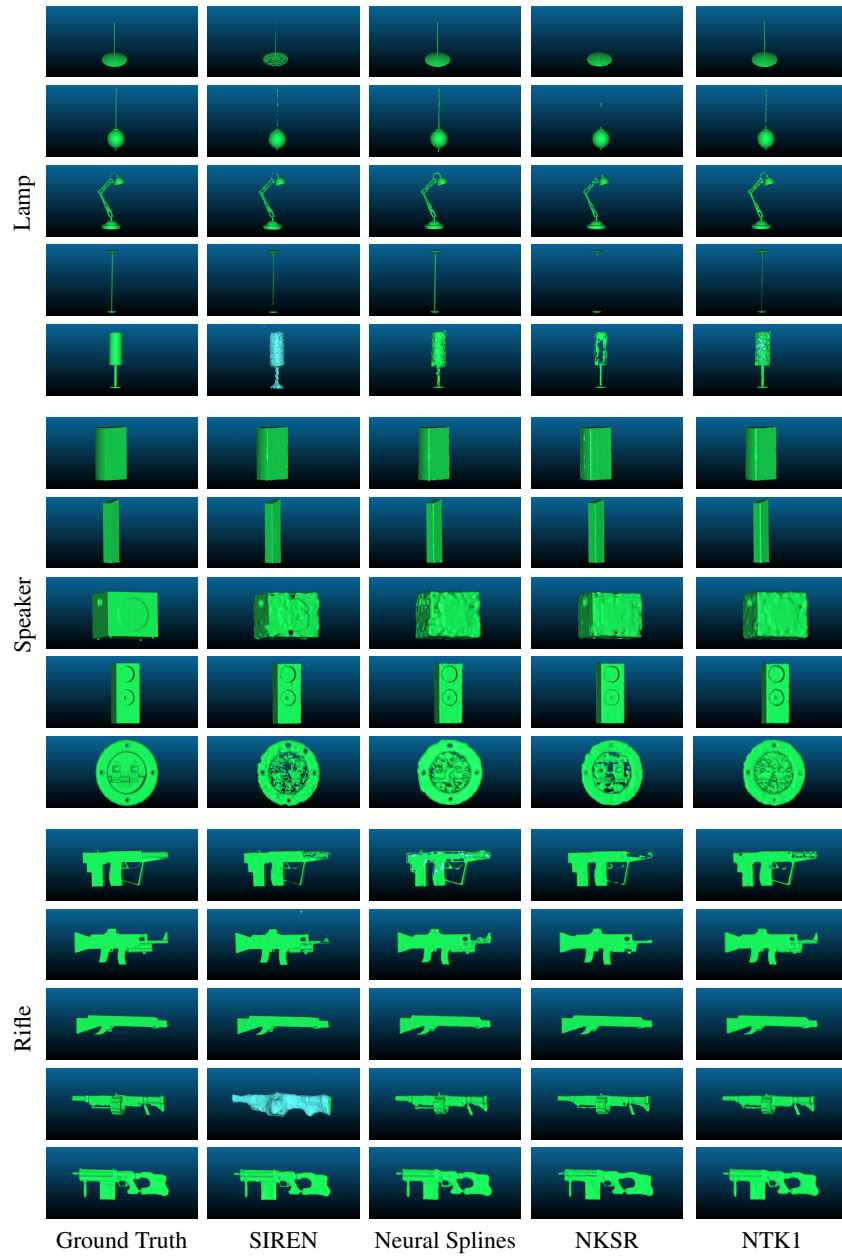 Lamp
Speaker
Rifle
Ground Truth
SIREN
Neural Splines
NKSR
NTK1